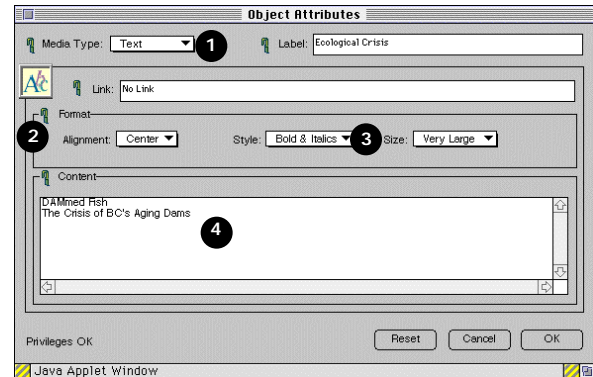 Object Attributes
Media Type: Text 1 Label: Ecological Crisis
Abc Link: No Link
Format
2 Alignment: Center Style: Bold & Italics 3 Size: Very Large
Content
DAMmed Fish
The Crisis of BC's Aging Dams
4
Privileges OK Reset Cancel OK
Java Applet Window